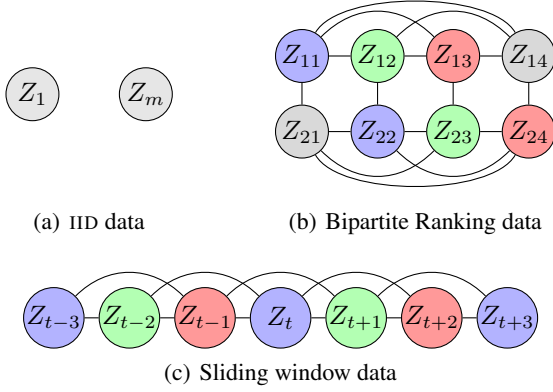 Z₁ Zₘ
Z₁₁ Z₁₂ Z₁₃ Z₁₄
Z₂₁ Z₂₂ Z₂₃ Z₂₄
(a) IID data
(b) Bipartite Ranking data
Zₜ₋₃ Zₜ₋₂ Zₜ₋₁ Zₜ Zₜ₊₁ Zₜ₊₂ Zₜ₊₃
(c) Sliding window data